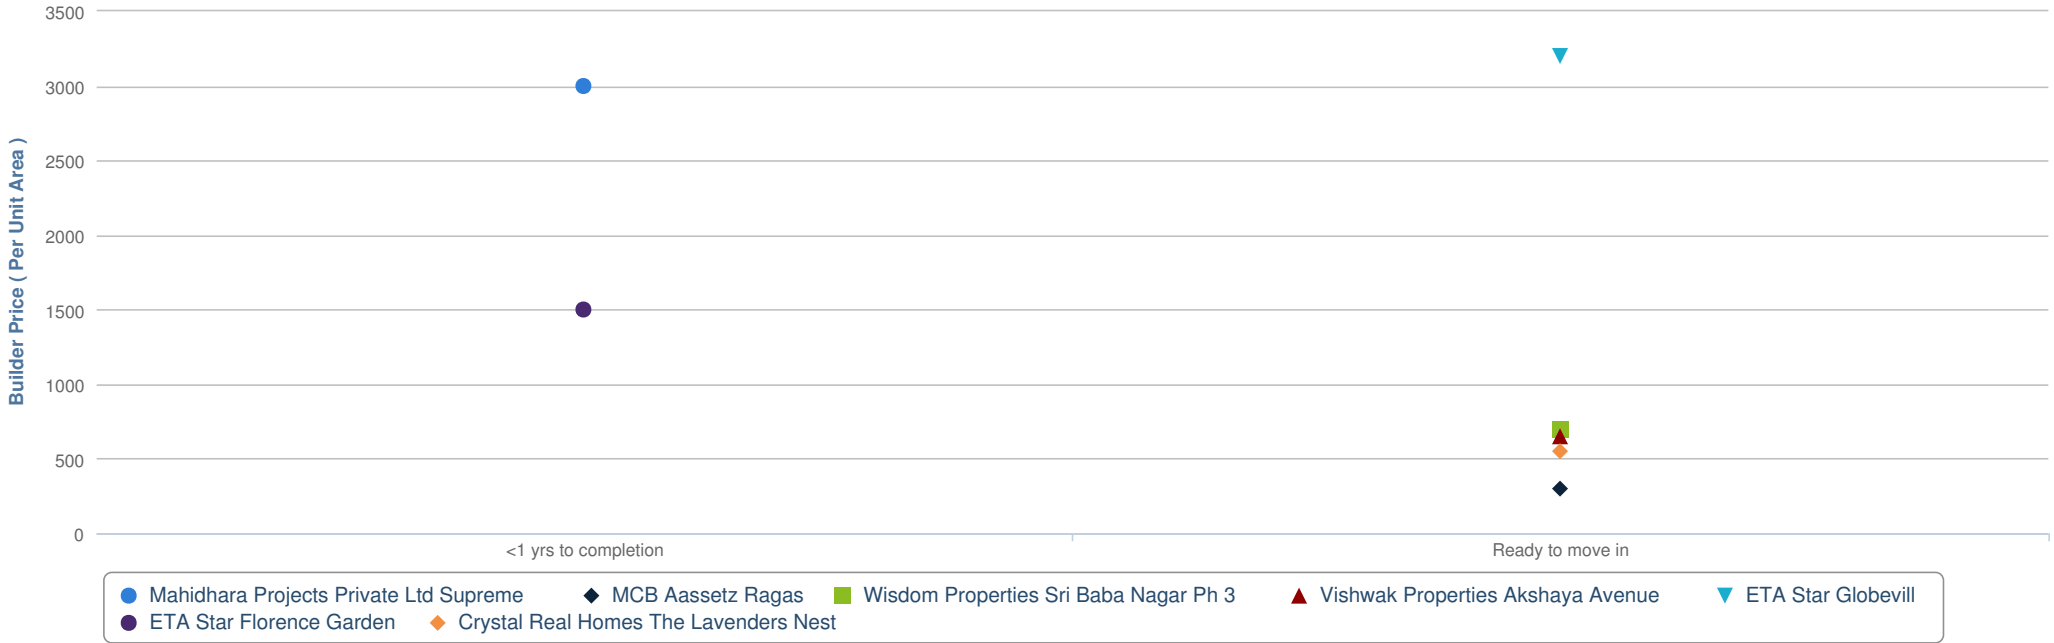 3500
3000
2500
2000
1500
1000
500
0
Builder Price ( Per Unit Area )
<1 yrs to completion
Ready to move in
Mahidhara Projects Private Ltd Supreme
MCB Aassetz Ragas
Wisdom Properties Sri Baba Nagar Ph 3
Vishwak Properties Akshaya Avenue
ETA Star Globevill
ETA Star Florence Garden
Crystal Real Homes The Lavenders Nest